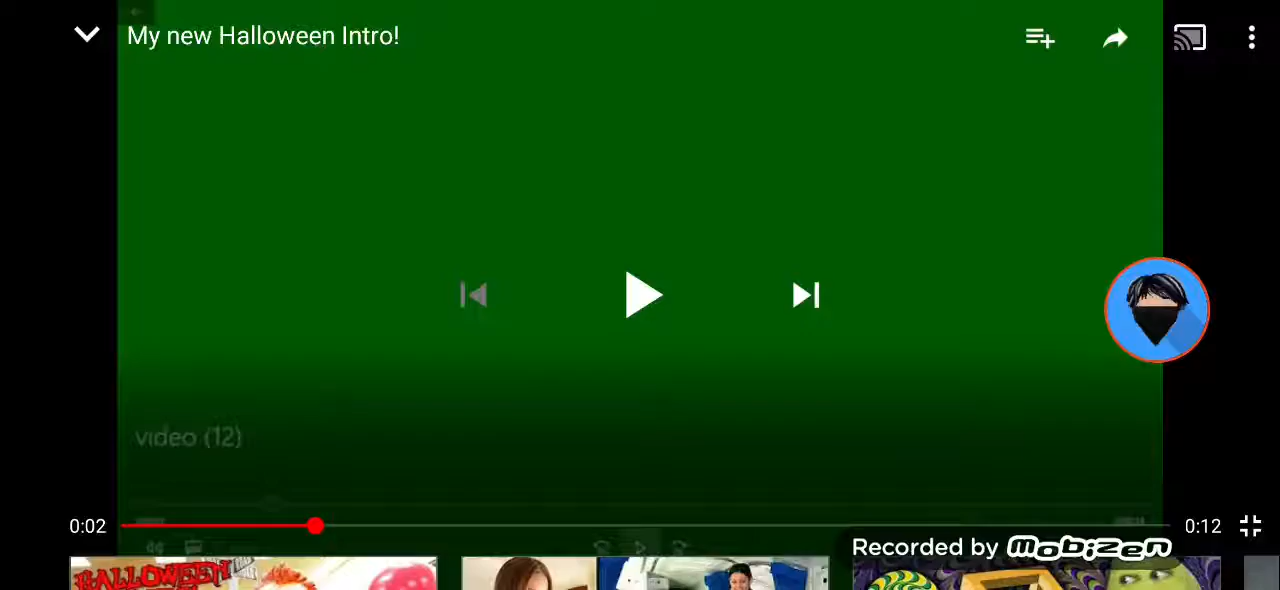 My new Halloween Intro!
video (12)
0:02
0:12
Recorded by mobizen
HALLOWEEN